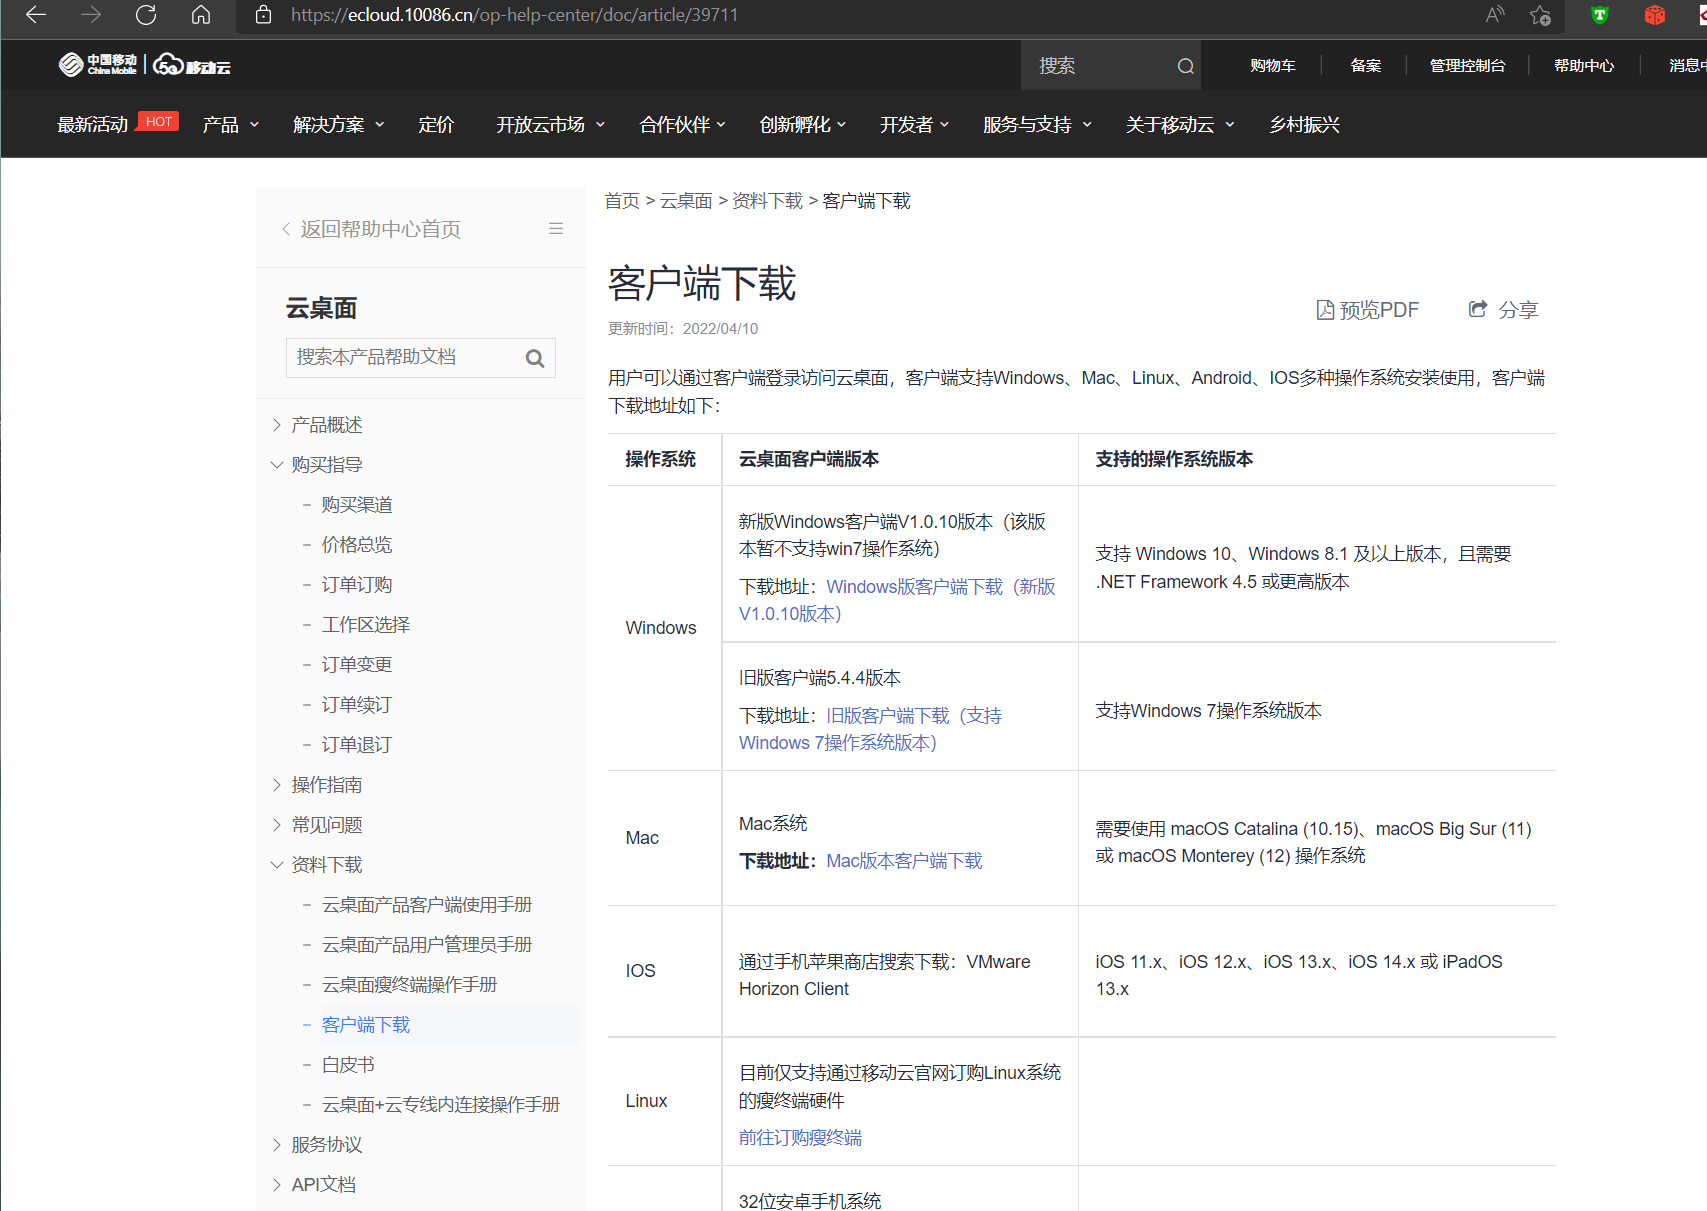 https://ecloud.10086.cn/op-help-center/doc/article/39711
中国移动
China Mobile
5G 移动云
搜索
购物车
备案
管理控制台
帮助中心
消息中
最新活动 HOT
产品
解决方案
定价
开放云市场
合作伙伴
创新孵化
开发者
服务与支持
关于移动云
乡村振兴
返回帮助中心首页
云桌面
搜索本产品帮助文档
产品概述
购买指导
- 购买渠道
- 价格总览
- 订单订购
- 工作区选择
- 订单变更
- 订单续订
- 订单退订
操作指南
常见问题
资料下载
- 云桌面产品客户端使用手册
- 云桌面产品用户管理员手册
- 云桌面瘦终端操作手册
- 客户端下载
- 白皮书
- 云桌面+云专线内连接操作手册
服务协议
API文档
首页 > 云桌面 > 资料下载 > 客户端下载
客户端下载
更新时间：2022/04/10
预览PDF
分享
用户可以通过客户端登录访问云桌面，客户端支持Windows、Mac、Linux、Android、IOS多种操作系统安装使用，客户端
下载地址如下：
操作系统
云桌面客户端版本
支持的操作系统版本
Windows
新版Windows客户端V1.0.10版本（该版
本暂不支持win7操作系统）
下载地址：Windows版客户端下载（新版
V1.0.10版本）
支持 Windows 10、Windows 8.1 及以上版本，且需要
.NET Framework 4.5 或更高版本
旧版客户端5.4.4版本
下载地址：旧版客户端下载（支持
Windows 7操作系统版本）
支持Windows 7操作系统版本
Mac
Mac系统
下载地址：Mac版本客户端下载
需要使用 macOS Catalina (10.15)、macOS Big Sur (11)
或 macOS Monterey (12) 操作系统
IOS
通过手机苹果商店搜索下载：VMware
Horizon Client
iOS 11.x、iOS 12.x、iOS 13.x、iOS 14.x 或 iPadOS
13.x
Linux
目前仅支持通过移动云官网订购Linux系统
的瘦终端硬件
前往订购瘦终端
32位安卓手机系统